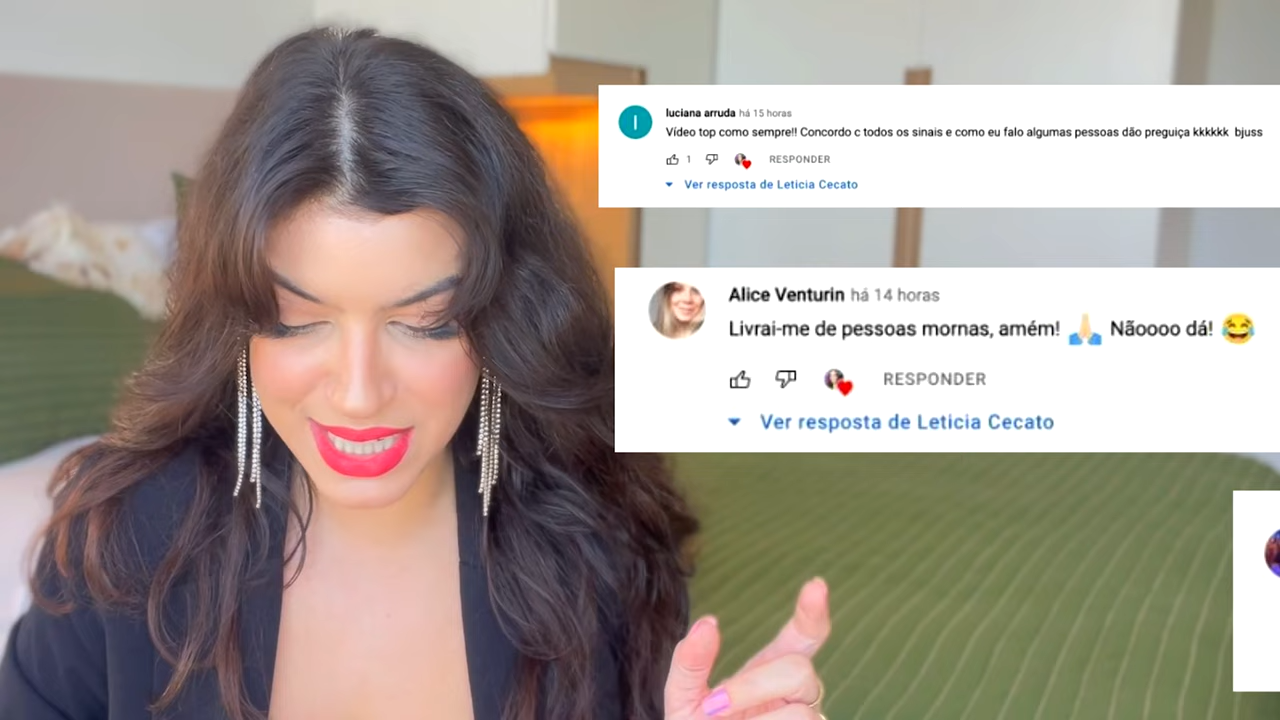 luciana arruda há 15 horas
Vídeo top como sempre!! Concordo c todos os sinais e como eu falo algumas pessoas dão preguiça kkkkkk bjuss
1 RESPONDER
Ver resposta de Leticia Cecato
Alice Venturin há 14 horas
Livrai-me de pessoas mornas, amém! 🙏🏻 Nãoooo dá! 😂
RESPONDER
Ver resposta de Leticia Cecato